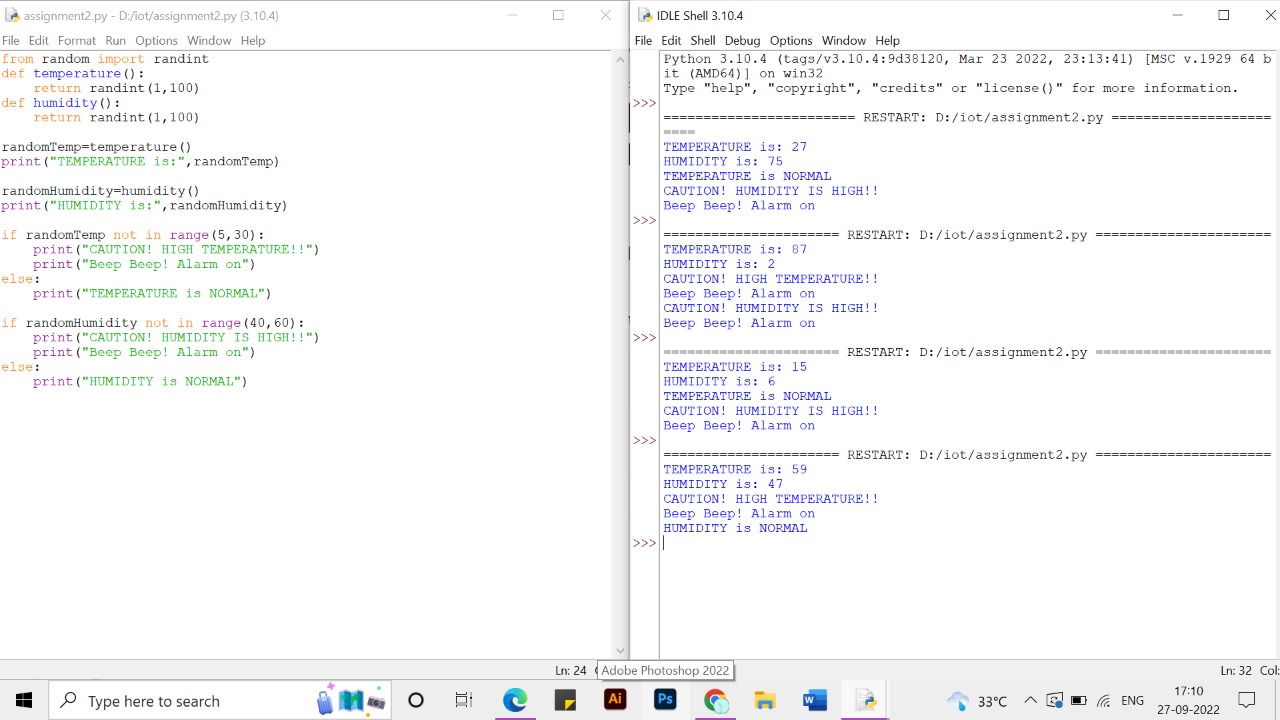 assignment2.py - D:/iot/assignment2.py (3.10.4)
File Edit Format Run Options Window Help
from random import randint
def temperature():
    return randint(1,100)
def humidity():
    return randint(1,100)
randomTemp=temperature()
print("TEMPERATURE is:",randomTemp)
randomHumidity=humidity()
print("HUMIDITY is:",randomHumidity)
if randomTemp not in range(5,30):
    print("CAUTION! HIGH TEMPERATURE!!")
    print("Beep Beep! Alarm on")
else:
    print("TEMPERATURE is NORMAL")
if randomHumidity not in range(40,60):
    print("CAUTION! HUMIDITY IS HIGH!!")
    print("Beep Beep! Alarm on")
else:
    print("HUMIDITY is NORMAL")
Ln: 24
Adobe Photoshop 2022
IDLE Shell 3.10.4
File Edit Shell Debug Options Window Help
Python 3.10.4 (tags/v3.10.4:9d38120, Mar 23 2022, 23:13:41) [MSC v.1929 64 b
it (AMD64)] on win32
Type "help", "copyright", "credits" or "license()" for more information.
>>>
======================== RESTART: D:/iot/assignment2.py ====================
====
TEMPERATURE is: 27
HUMIDITY is: 75
TEMPERATURE is NORMAL
CAUTION! HUMIDITY IS HIGH!!
Beep Beep! Alarm on
>>>
====================== RESTART: D:/iot/assignment2.py ======================
TEMPERATURE is: 87
HUMIDITY is: 2
CAUTION! HIGH TEMPERATURE!!
Beep Beep! Alarm on
CAUTION! HUMIDITY IS HIGH!!
Beep Beep! Alarm on
>>>
====================== RESTART: D:/iot/assignment2.py ======================
TEMPERATURE is: 15
HUMIDITY is: 6
TEMPERATURE is NORMAL
CAUTION! HUMIDITY IS HIGH!!
Beep Beep! Alarm on
>>>
====================== RESTART: D:/iot/assignment2.py ======================
TEMPERATURE is: 59
HUMIDITY is: 47
CAUTION! HIGH TEMPERATURE!!
Beep Beep! Alarm on
HUMIDITY is NORMAL
>>>
Ln: 32 Col:
Type here to search
Ai
Ps
33°C
ENG
17:10
27-09-2022